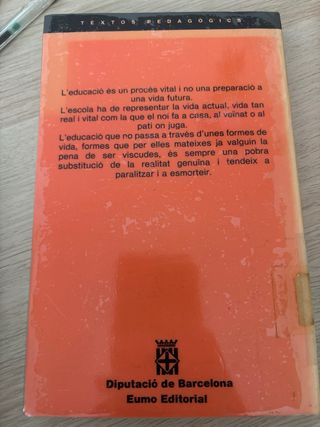 TEXTOS PEDAGÒGICS
L'educació és un procés vital i no una preparació a
una vida futura.
L'escola ha de representar la vida actual, vida tan
real i vital com la que el noi fa a casa, al veïnat o al
pati on juga.
L'educació que no passa a través d'unes formes de
vida, formes que per elles mateixes ja valguin la
pena de ser viscudes, és sempre una pobra
substitució de la realitat genuïna i tendeix a
paralitzar i a esmorteir.
Diputació de Barcelona
Eumo Editorial